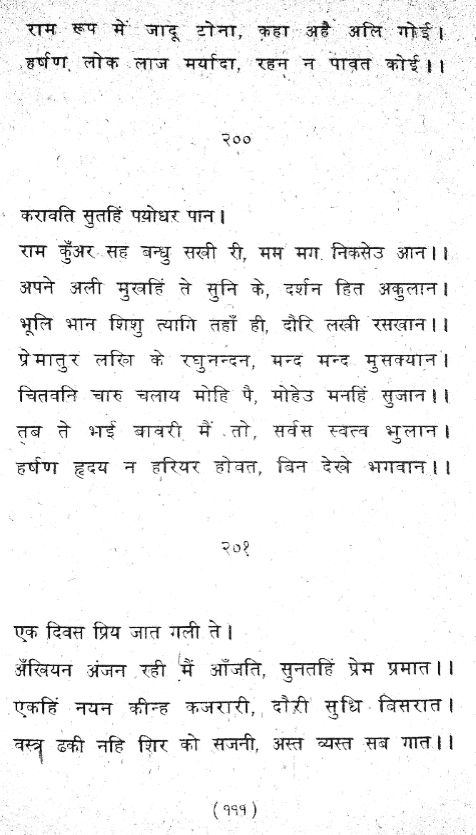 राम रूप में जादू टोना, कहा अहै अलि गोई।
हर्षण लोक लाज मर्यादा, रहन न पावत कोई।।
२००
करावति सुतहिं पयोधर पान।
राम कुँअर सह बन्धु सखी री, मम मग निकसेउ आन।।
अपने अली मुखहिं ते सुनि के, दर्शन हित अकुलान।
भूलि भान शिशु त्यागि तहाँ ही, दौरि लखी रसखान।।
प्रेमातुर लखि के रघुनन्दन, मन्द मन्द मुसक्यान।
चितवनि चारु चलाय मोहि पै, मोहेउ मनहिं सुजान।।
तब ते भई बावरी मैं तो, सर्वस स्वत्व भुलान।
हर्षण हृदय न हरियर होवत, बिन देखे भगवान।।
२०१
एक दिवस प्रिय जात गली ते।
अँखियन अंजन रही मैं आँजति, सुनतहिं प्रेम प्रमात।।
एकहिं नयन कीन्ह कजरारी, दौरी सुधि विसरात।
वस्त्र ढकी नहि शिर को सजनी, अस्त व्यस्त सब गात।।
(१११)